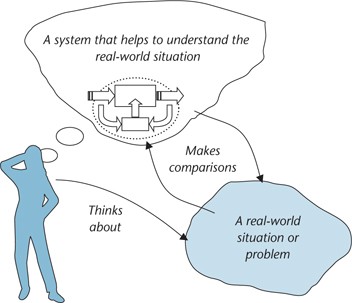 A system that helps to understand the
real-world situation
Makes
comparisons
Thinks
about
A real-world
situation or
problem